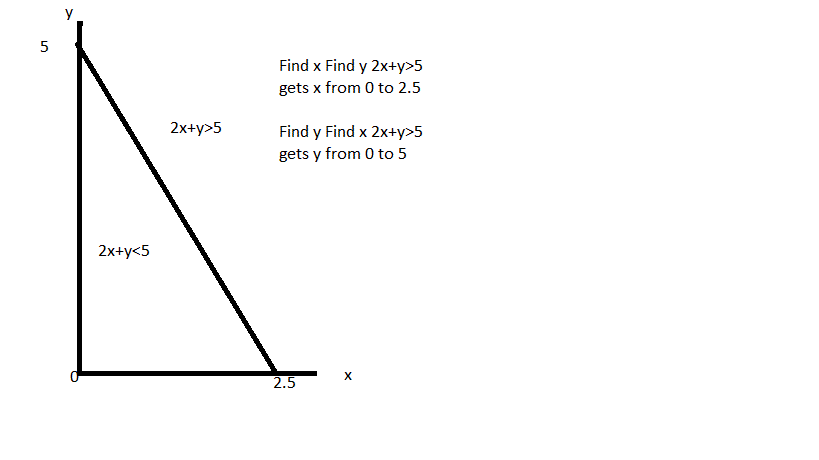 y
5
Find x Find y 2x+y>5
gets x from 0 to 2.5
2x+y>5
Find y Find x 2x+y>5
gets y from 0 to 5
2x+y<5
0
2.5
x